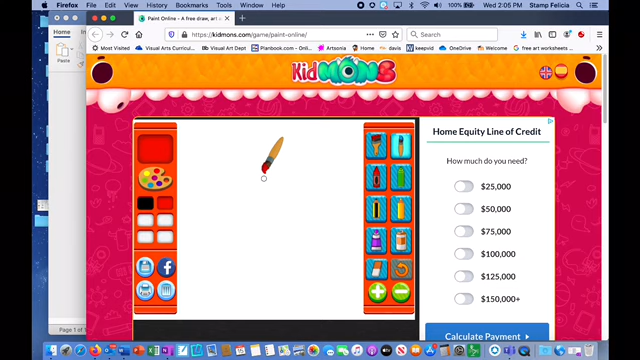 Firefox File Edit View History Bookmarks Tools Window Help
100% Wed 2:05 PM Stamp Felicia
Home
Paint Online - A free draw, art a
https://kidmons.com/game/paint-online/
Search
Paste
Most Visited Visual Arts Curricul... Bb Visual Art Dept Planbook.com - Onli... Artsonia davis keepvid OneDrive free art worksheets
KidMONS
Home Equity Line of Credit
How much do you need?
$25,000
$50,000
$75,000
$100,000
$125,000
$150,000+
Calculate Payment
Page 1 of 1